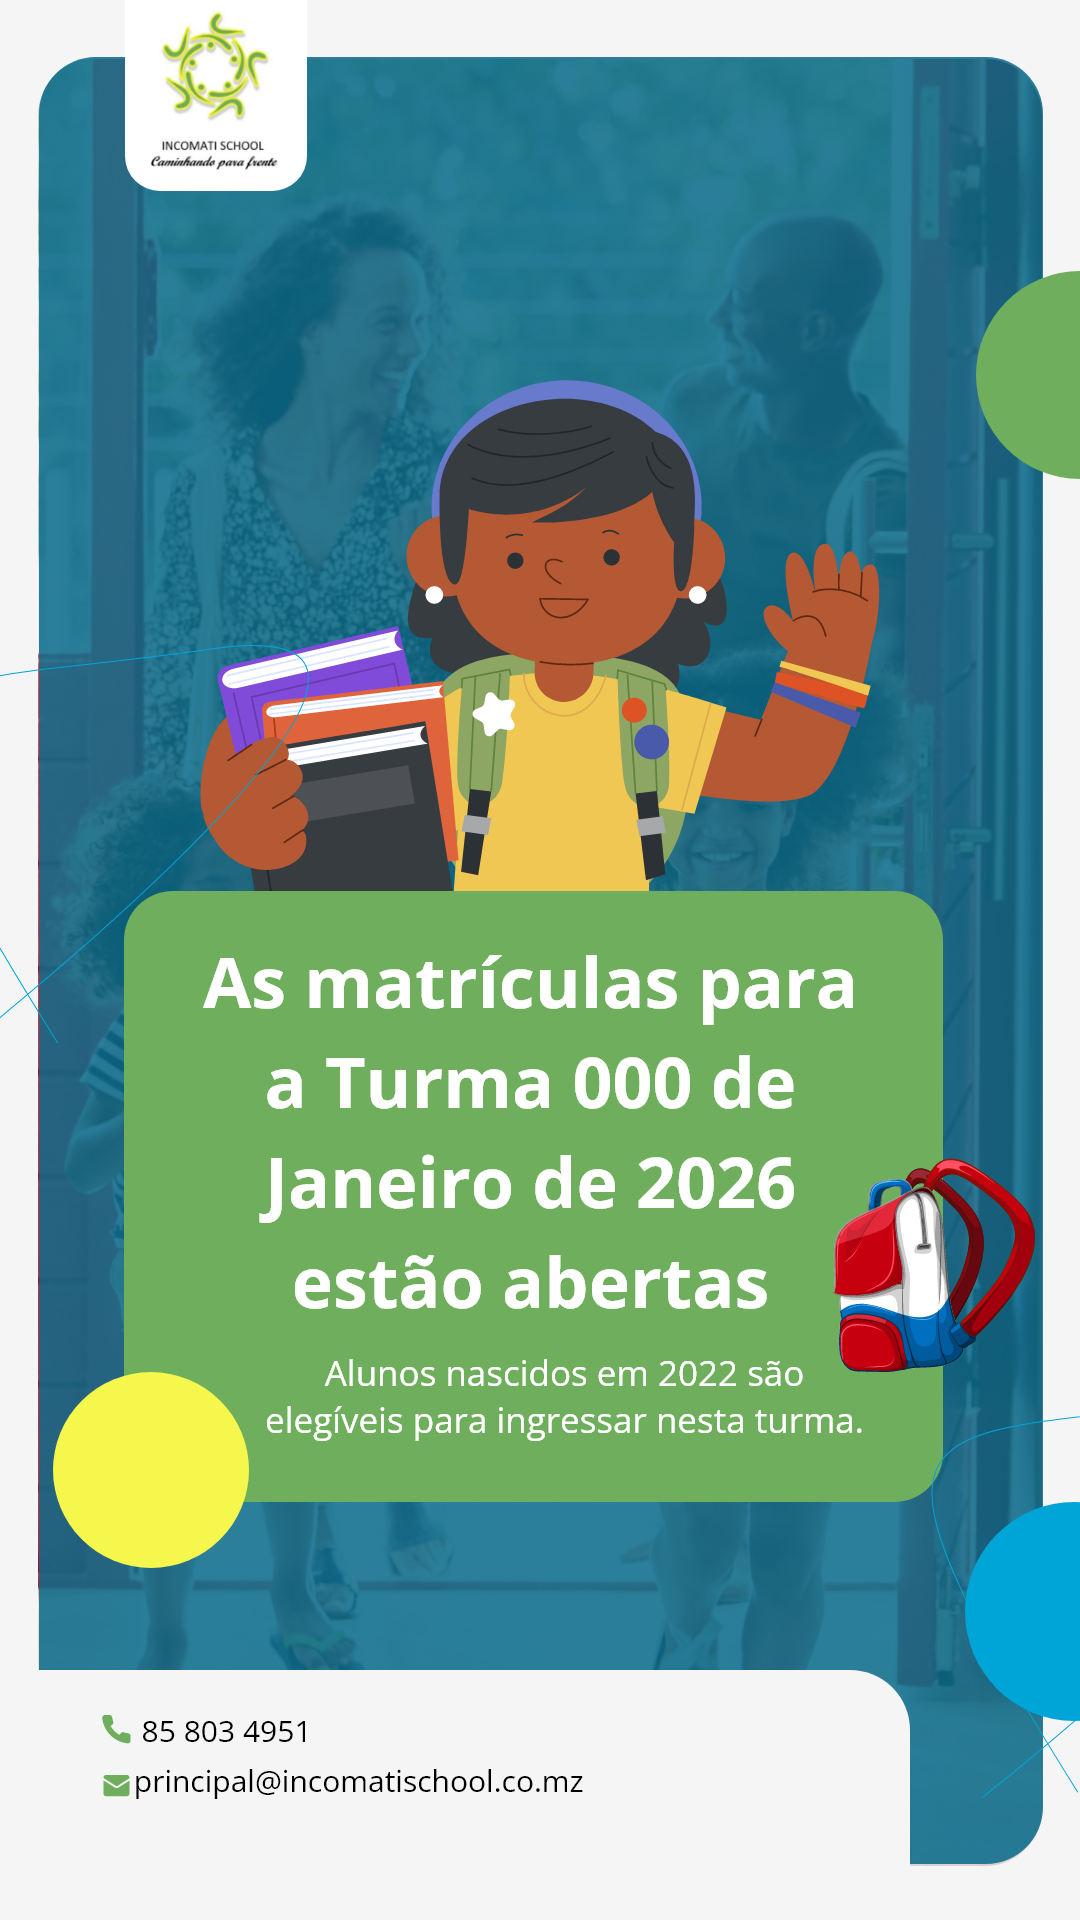 INCOMATI SCHOOL
Caminhando para frente
As matrículas para
a Turma 000 de
Janeiro de 2026
estão abertas
Alunos nascidos em 2022 são
elegíveis para ingressar nesta turma.
85 803 4951
principal@incomatischool.co.mz